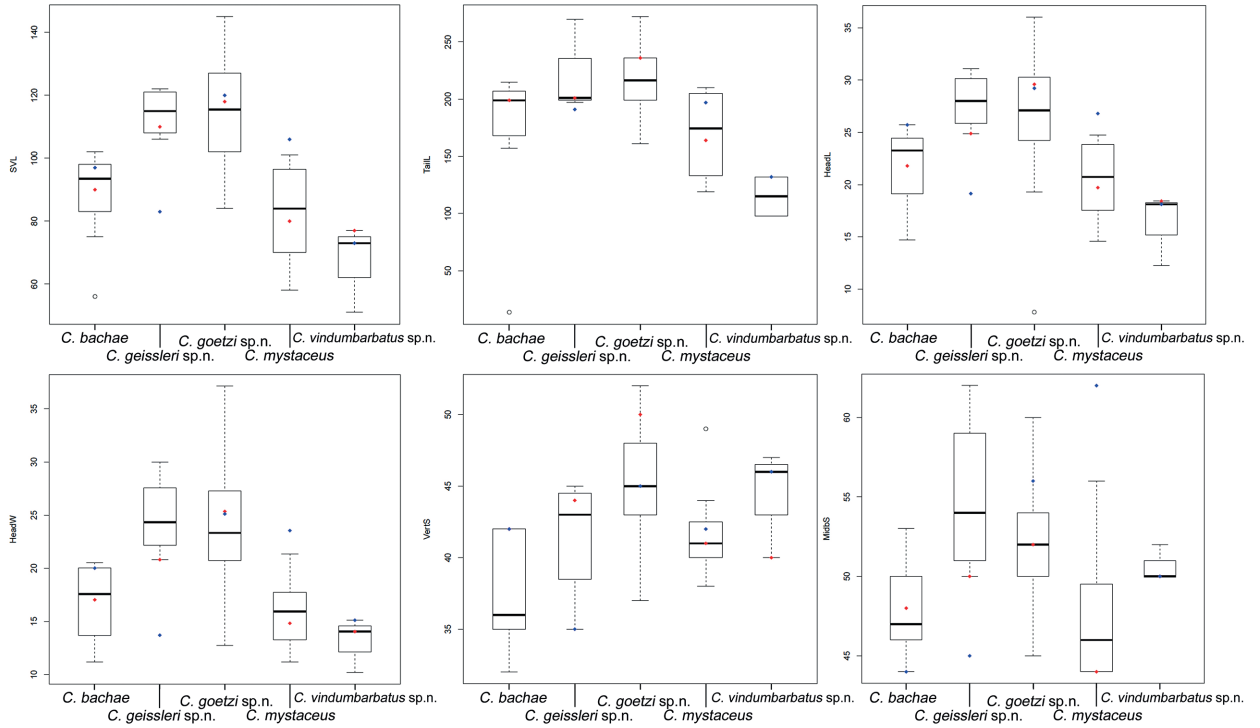 SVL
140
120
100
80
60
C. bachae
C. goetzi sp.n.
C. vindumbarbatus sp.n.
C. geissleri sp.n.
C. mystaceus
TailL
250
200
150
100
50
C. bachae
C. goetzi sp.n.
C. vindumbarbatus sp.n.
C. geissleri sp.n.
C. mystaceus
HeadL
35
30
25
20
15
10
C. bachae
C. goetzi sp.n.
C. vindumbarbatus sp.n.
C. geissleri sp.n.
C. mystaceus
HeadW
35
30
25
20
15
10
C. bachae
C. goetzi sp.n.
C. vindumbarbatus sp.n.
C. geissleri sp.n.
C. mystaceus
VertS
50
45
40
35
C. bachae
C. goetzi sp.n.
C. vindumbarbatus sp.n.
C. geissleri sp.n.
C. mystaceus
MidbS
60
55
50
45
C. bachae
C. goetzi sp.n.
C. vindumbarbatus sp.n.
C. geissleri sp.n.
C. mystaceus